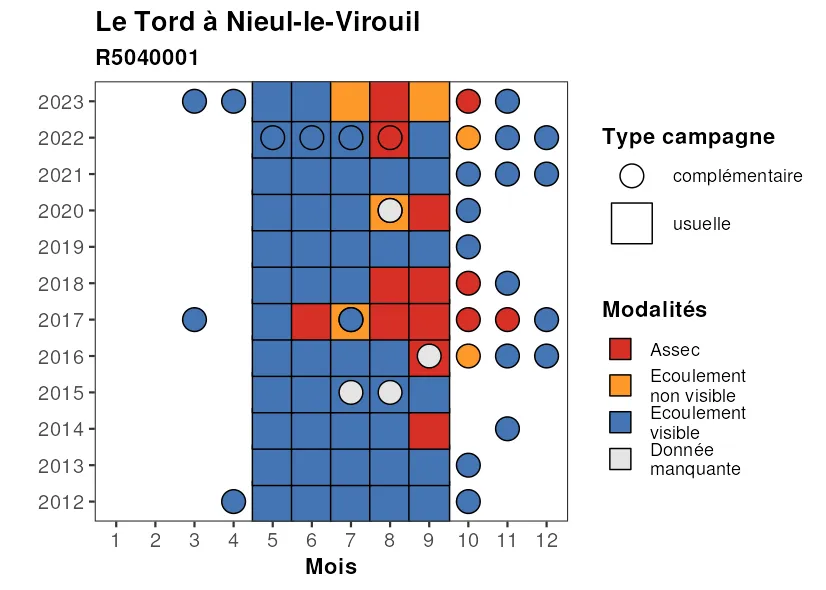 Le Tord à Nieul-le-Virouil
R5040001
2023
2022
2021
2020
2019
2018
2017
2016
2015
2014
2013
2012
1 2 3 4 5 6 7 8 9 10 11 12
Mois
Type campagne
complémentaire
usuelle
Modalités
Assec
Ecoulement
non visible
Ecoulement
visible
Donnée
manquante